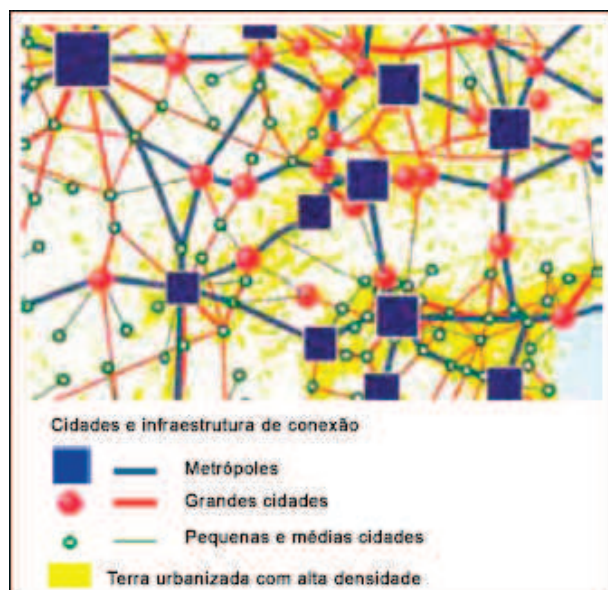 Cidades e infraestrutura de conexão
Metrópoles
Grandes cidades
Pequenas e médias cidades
Terra urbanizada com alta densidade